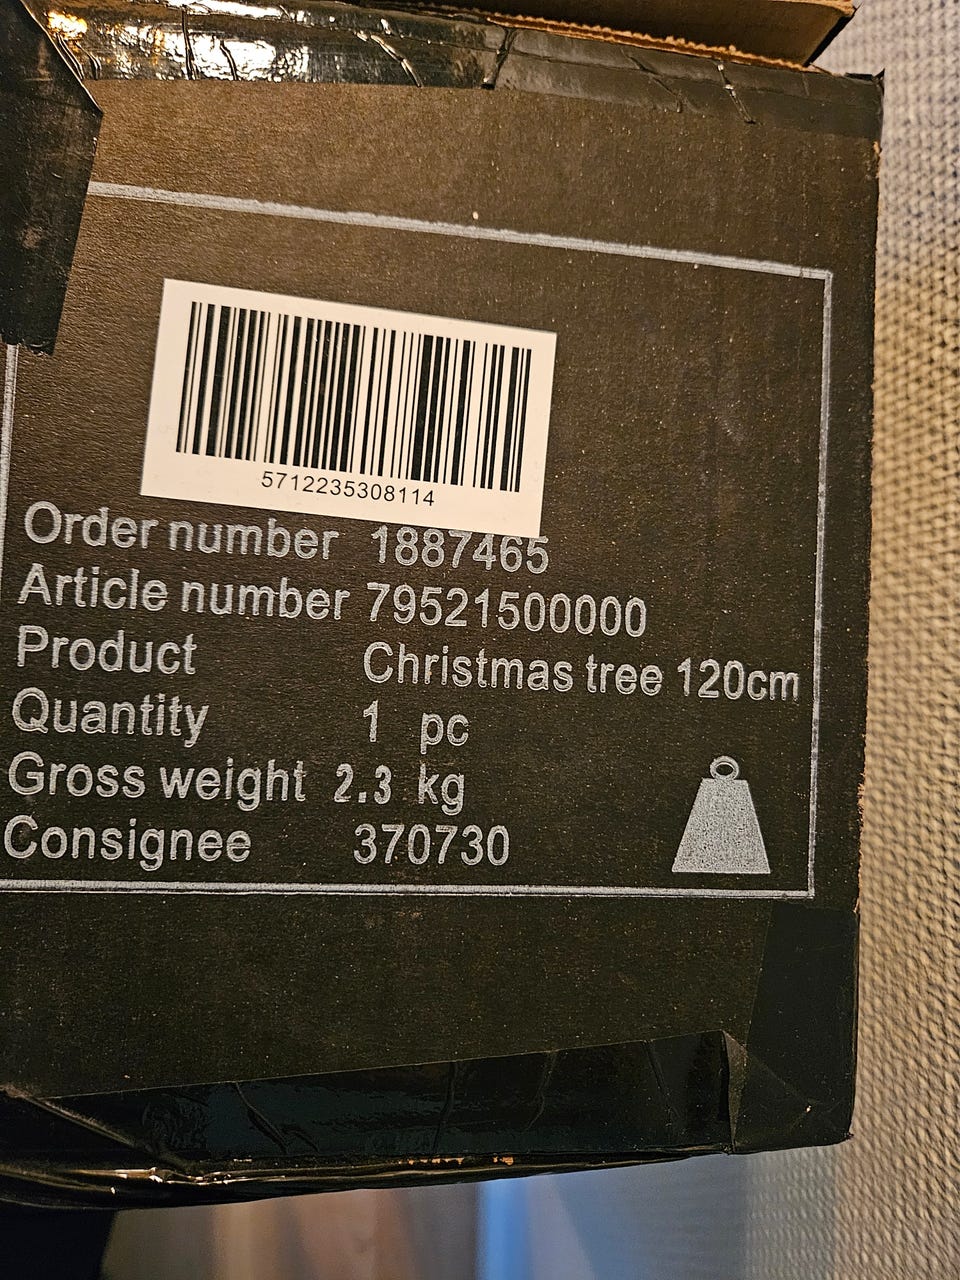 5712235308114
Order number 1887465
Article number 79521500000
Product Christmas tree 120cm
Quantity 1 pc
Gross weight 2.3 kg
Consignee 370730